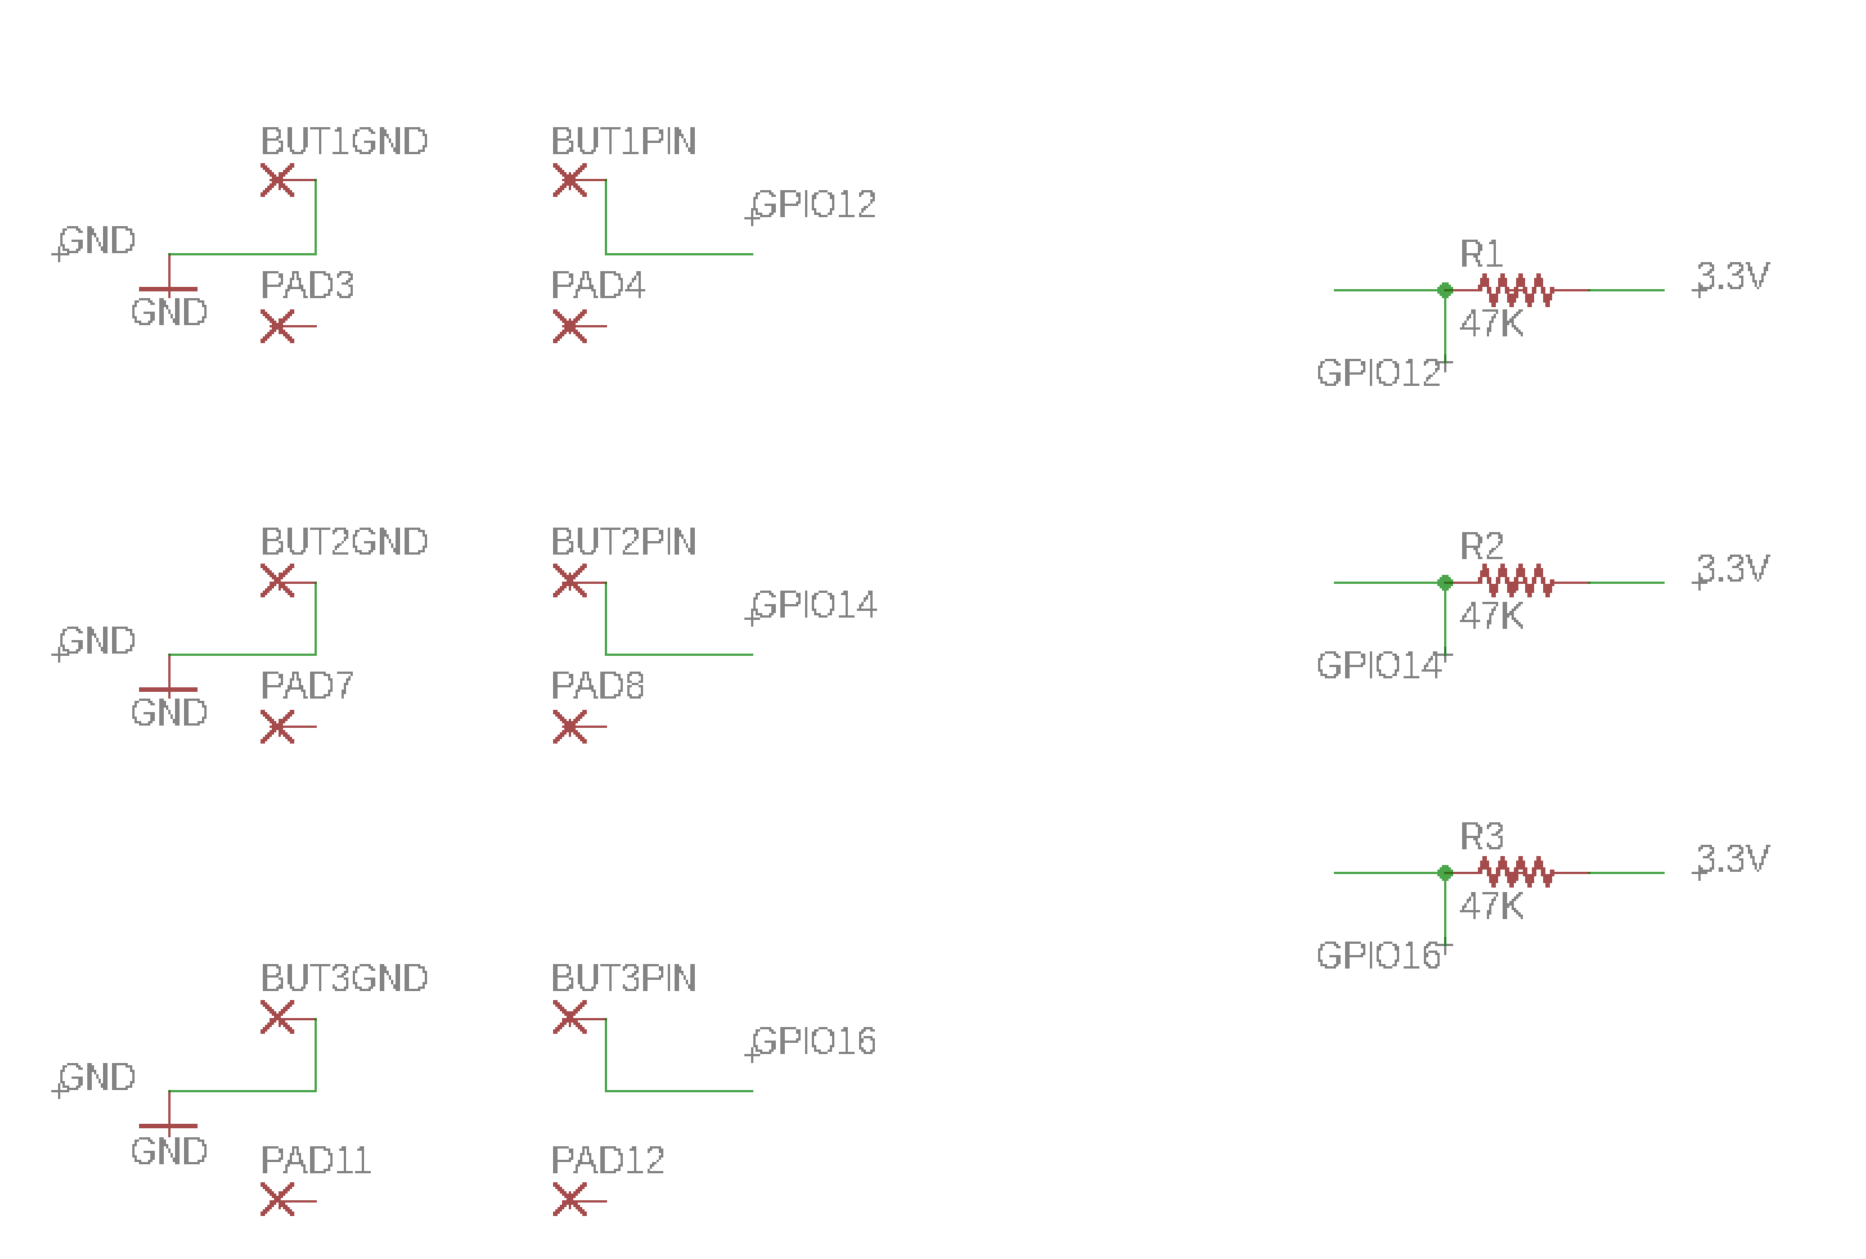 BUT1GND
BUT1PIN
GPIO12
GND
PAD3
PAD4
GND
R1
3.3V
47K
GPIO12
BUT2GND
BUT2PIN
GPIO14
GND
PAD7
PAD8
GND
R2
3.3V
47K
GPIO14
R3
3.3V
47K
GPIO16
BUT3GND
BUT3PIN
GPIO16
GND
GND
PAD11
PAD12